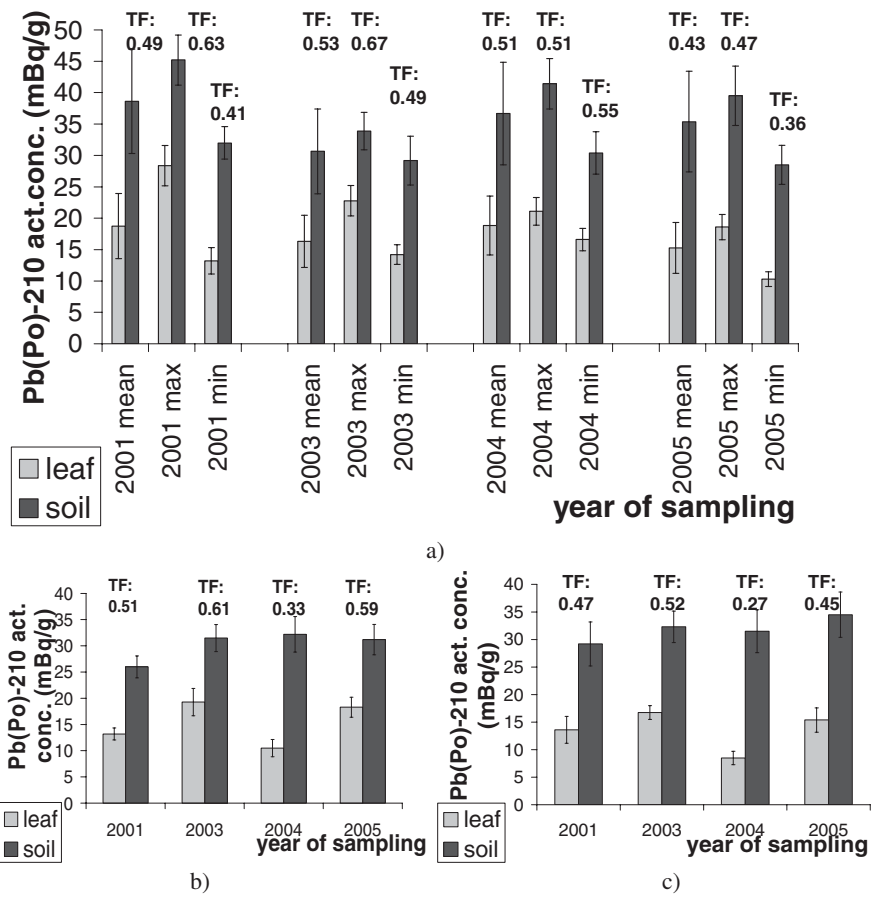 Pb(Po)-210 act.conc. (mBq/g)
50
45
40
35
30
25
20
15
10
5
0
TF:
0.49
TF:
0.63
TF:
0.41
TF:
0.53
TF:
0.67
TF:
0.49
TF:
0.51
TF:
0.51
TF:
0.55
TF:
0.43
TF:
0.47
TF:
0.36
2001 mean
2001 max
2001 min
2003 mean
2003 max
2003 min
2004 mean
2004 max
2004 min
2005 mean
2005 max
2005 min
leaf
soil
year of sampling
a)
Pb(Po)-210 act.
conc. (mBq/g)
40
35
30
25
20
15
10
5
0
TF:
0.51
TF:
0.61
TF:
0.33
TF:
0.59
2001
2003
2004
2005
leaf
soil
year of sampling
b)
Pb(Po)-210 act. conc.
(mBq/g)
40
35
30
25
20
15
10
5
0
TF:
0.47
TF:
0.52
TF:
0.27
TF:
0.45
2001
2003
2004
2005
leaf
soil
year of sampling
c)